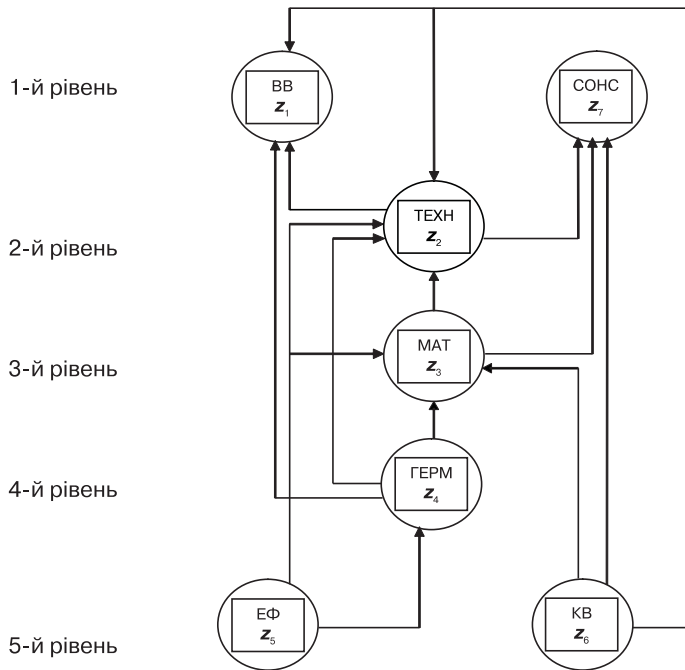 1-й рівень
ВВ
z1
СОНС
z7
2-й рівень
ТЕХН
z2
3-й рівень
МАТ
z3
4-й рівень
ГЕРМ
z4
5-й рівень
ЕФ
z5
КВ
z6